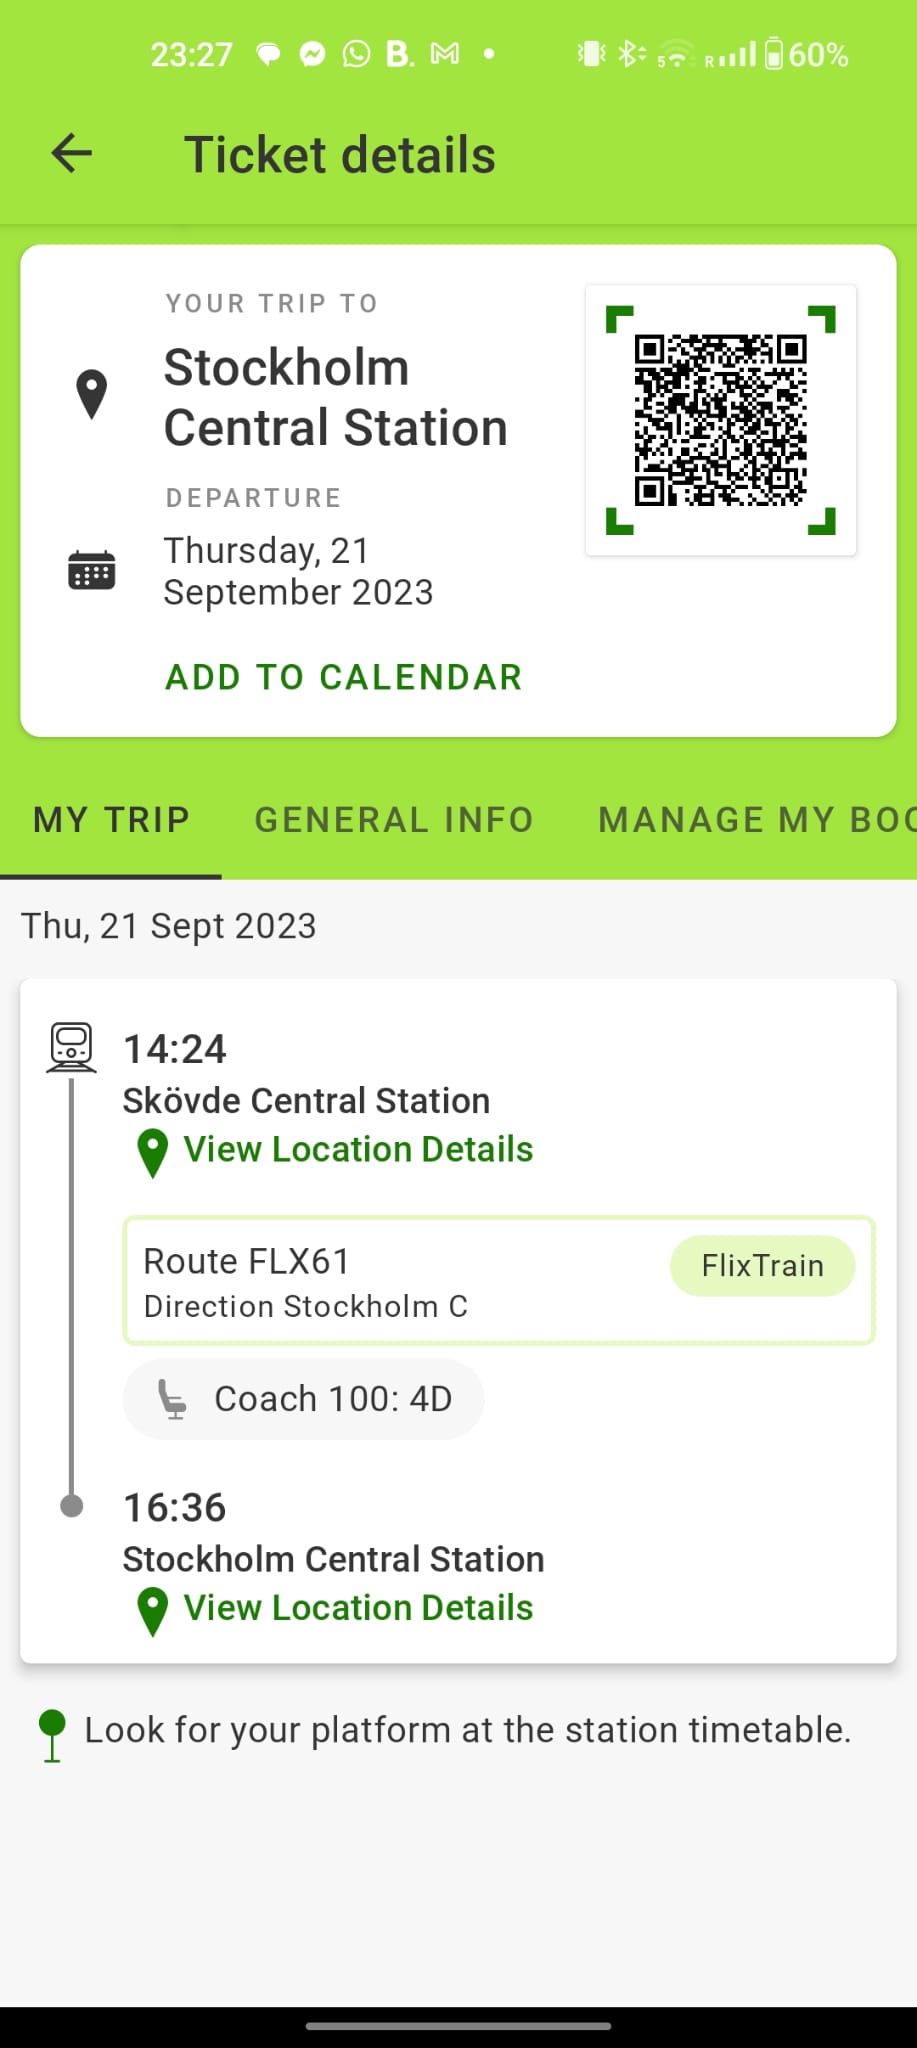 23:27 B. 5 R 60%
Ticket details
YOUR TRIP TO
Stockholm
Central Station
DEPARTURE
Thursday, 21
September 2023
ADD TO CALENDAR
MY TRIP GENERAL INFO MANAGE MY BOO
Thu, 21 Sept 2023
14:24
Skövde Central Station
View Location Details
Route FLX61 FlixTrain
Direction Stockholm C
Coach 100: 4D
16:36
Stockholm Central Station
View Location Details
Look for your platform at the station timetable.